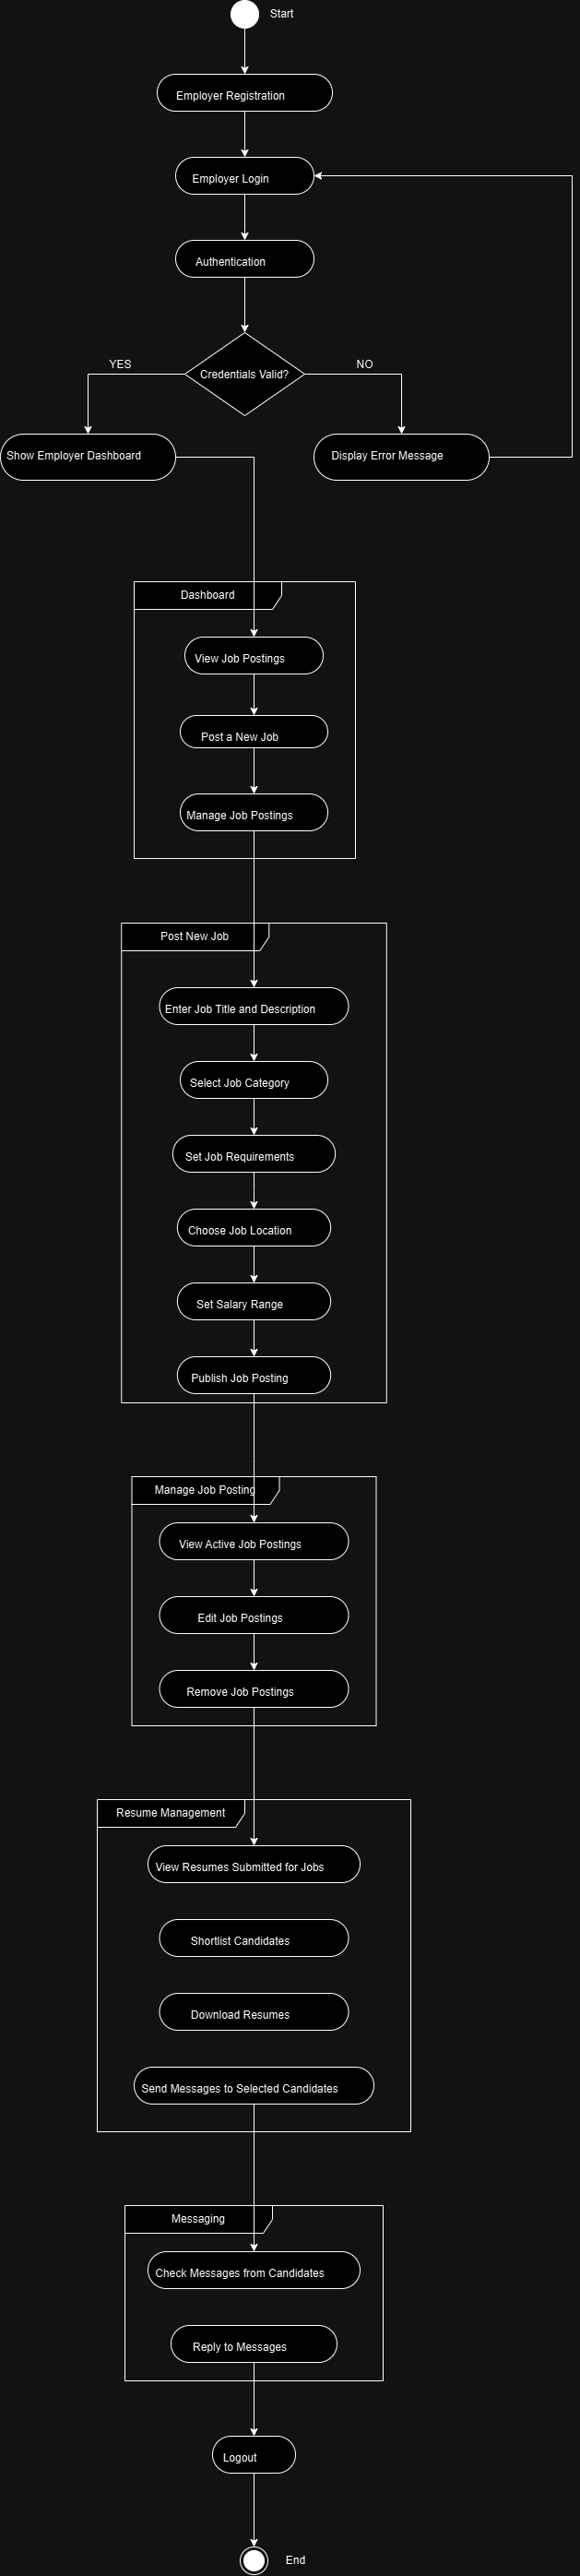 Start
Employer Registration
Employer Login
Authentication
YES
Credentials Valid?
NO
Show Employer Dashboard
Display Error Message
Dashboard
View Job Postings
Post a New Job
Manage Job Postings
Post New Job
Enter Job Title and Description
Select Job Category
Set Job Requirements
Choose Job Location
Set Salary Range
Publish Job Posting
Manage Job Posting
View Active Job Postings
Edit Job Postings
Remove Job Postings
Resume Management
View Resumes Submitted for Jobs
Shortlist Candidates
Download Resumes
Send Messages to Selected Candidates
Messaging
Check Messages from Candidates
Reply to Messages
Logout
End